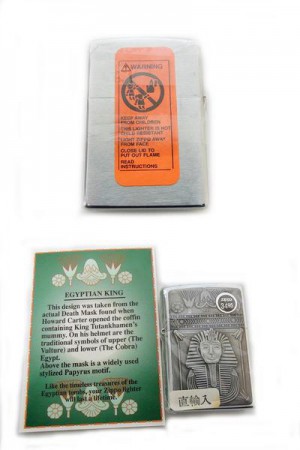 WARNING
KEEP AWAY
FROM CHILDREN
THIS LIGHTER IS NOT
CHILD RESISTANT
LIGHT ZIPPO AWAY
FROM FACE
CLOSE LID TO
PUT OUT FLAME
READ
INSTRUCTIONS
EGYPTIAN KING
This design was taken from the
actual Death Mask found when
Howard Carter opened the coffin
containing King Tutankhamen's
mummy. On his helmet are the
traditional symbols of upper (The
Vulture) and lower (The Cobra)
Egypt.
Above the mask is a widely used
stylized Papyrus motif.
Like the timeless treasures of the
Egyptian tombs, your Zippo lighter
will last a lifetime.
直輸入